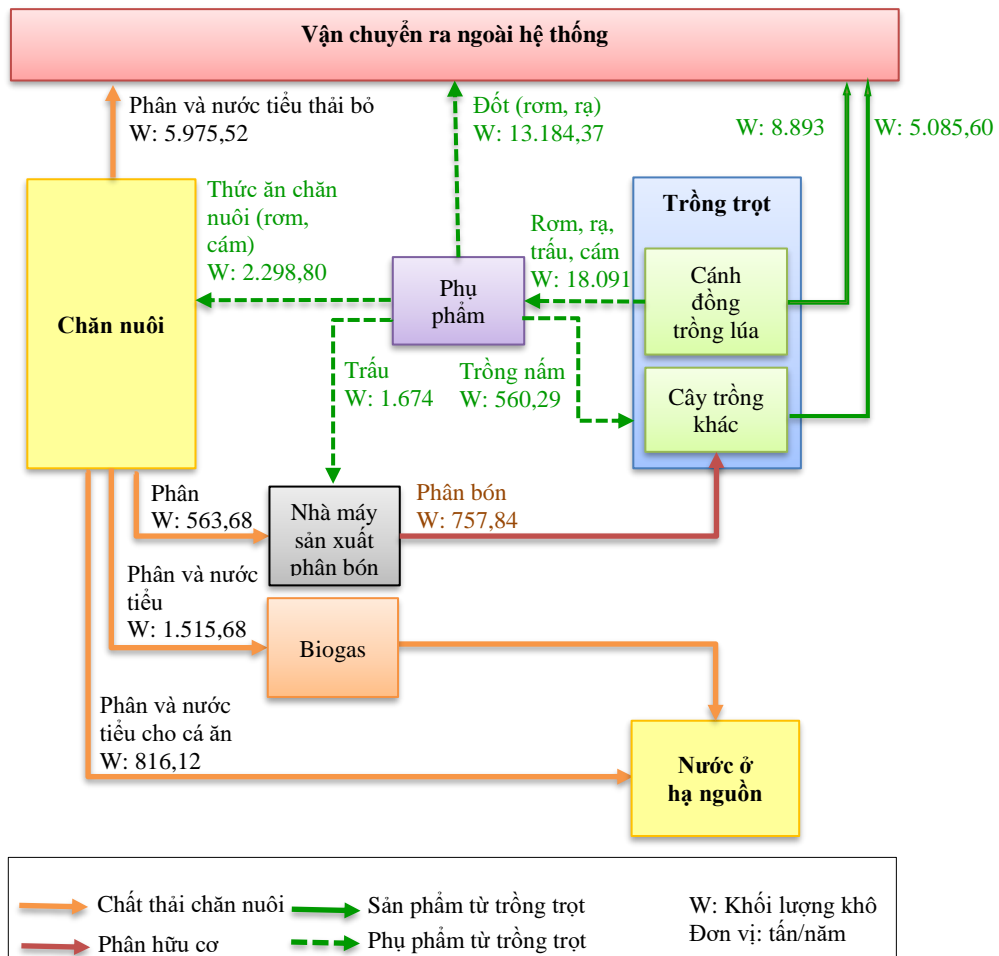 Vận chuyển ra ngoài hệ thống
Phân và nước tiểu thải bỏ
W: 5.975,52
Đốt (rơm, rạ)
W: 13.184,37
W: 8.893
W: 5.085,60
Thức ăn chăn
nuôi (rơm,
cám)
W: 2.298,80
Chăn nuôi
Phụ
phẩm
Rơm, rạ,
trấu, cám
W: 18.091
Trồng trọt
Cánh
đồng
trồng lúa
Cây trồng
khác
Trấu
W: 1.674
Trồng nấm
W: 560,29
Phân
W: 563,68
Nhà máy
sản xuất
phân bón
Phân bón
W: 757,84
Phân và nước
tiểu
W: 1.515,68
Biogas
Phân và nước
tiểu cho cá ăn
W: 816,12
Nước ở
hạ nguồn
Chất thải chăn nuôi
Sản phẩm từ trồng trọt
W: Khối lượng khô
Phân hữu cơ
Phụ phẩm từ trồng trọt
Đơn vị: tấn/năm